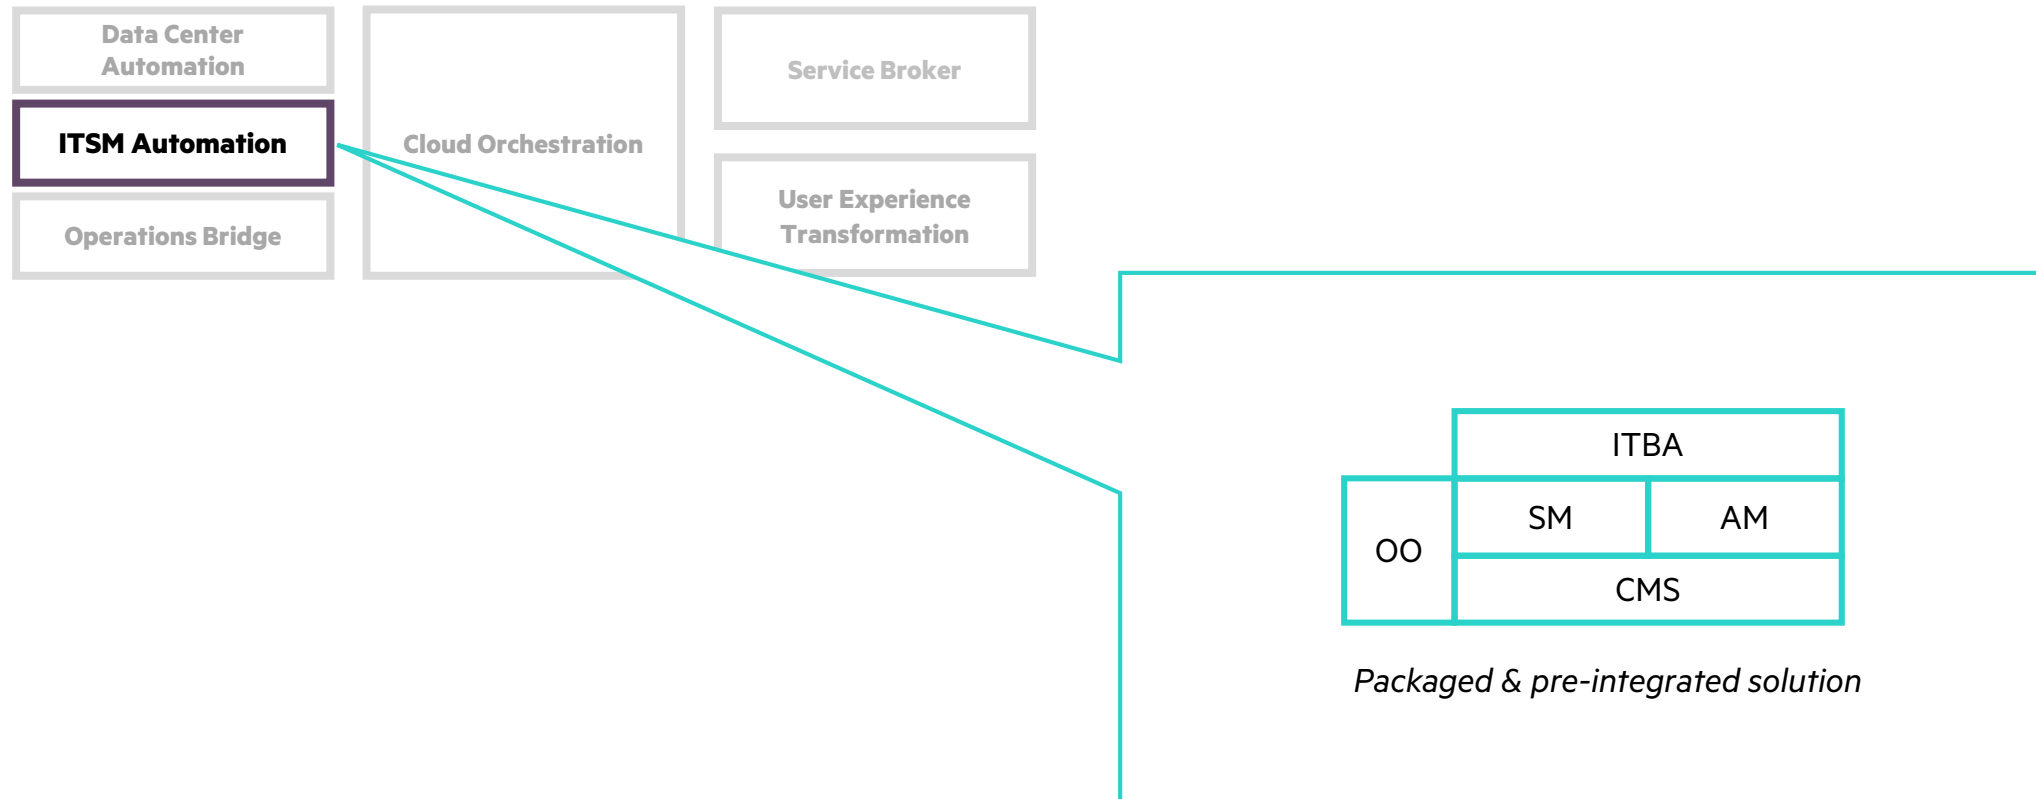 Data Center
Automation
ITSM Automation
Operations Bridge
Cloud Orchestration
Service Broker
User Experience
Transformation
ITBA
OO
SM
AM
CMS
Packaged & pre-integrated solution